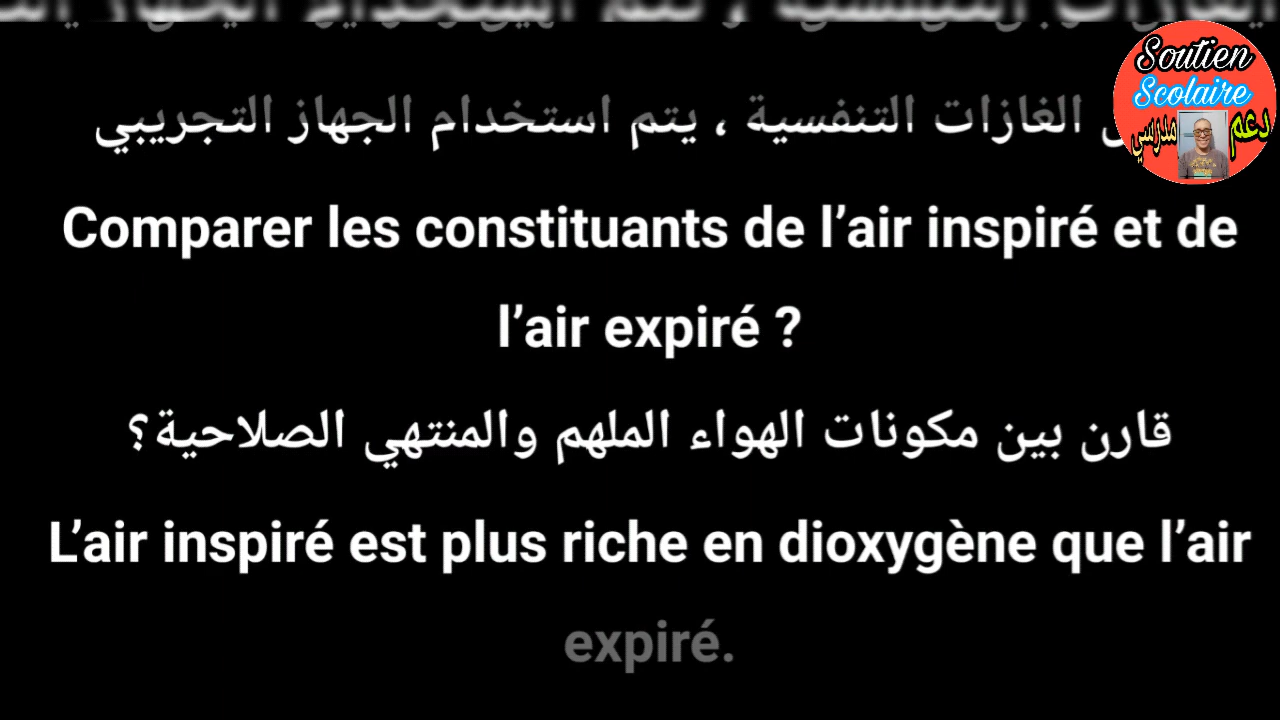 الغازات التنفسية ، يتم استخدام الجهاز التجريبي
Comparer les constituants de l’air inspiré et de
l’air expiré ?
قارن بين مكونات الهواء الملهم والمنتهي الصلاحية؟
L’air inspiré est plus riche en dioxygène que l’air
expiré.
Soutien
Scolaire
دعم مدرسي